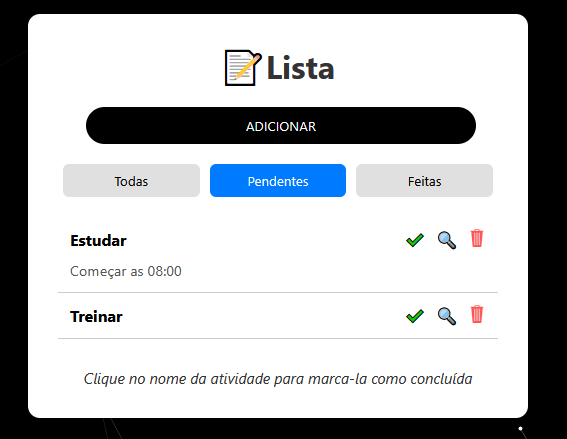 Lista
ADICIONAR
Todas
Pendentes
Feitas
Estudar
Começar as 08:00
Treinar
Clique no nome da atividade para marca-la como concluída